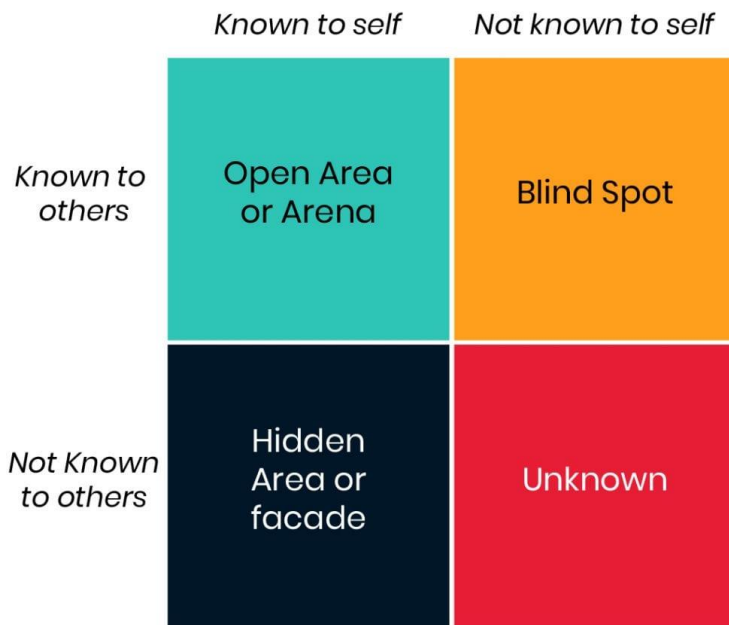 Known to self
Not known to self
Known to
others
Open Area
or Arena
Blind Spot
Not Known
to others
Hidden
Area or
facade
Unknown